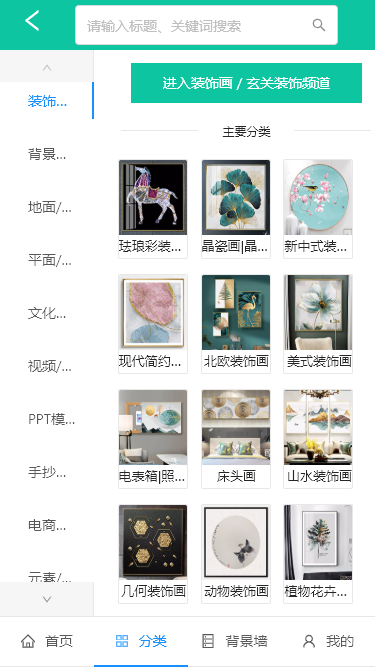 请输入标题、关键词搜索
装饰...
背景...
地面/...
平面/...
文化...
视频/...
PPT模...
手抄...
电商...
元素/...
进入装饰画 / 玄关装饰频道
主要分类
珐琅彩装...
晶瓷画|晶...
新中式装...
现代简约...
北欧装饰画
美式装饰画
电表箱|照...
床头画
山水装饰画
几何装饰画
动物装饰画
植物花卉...
首页
分类
背景墙
我的